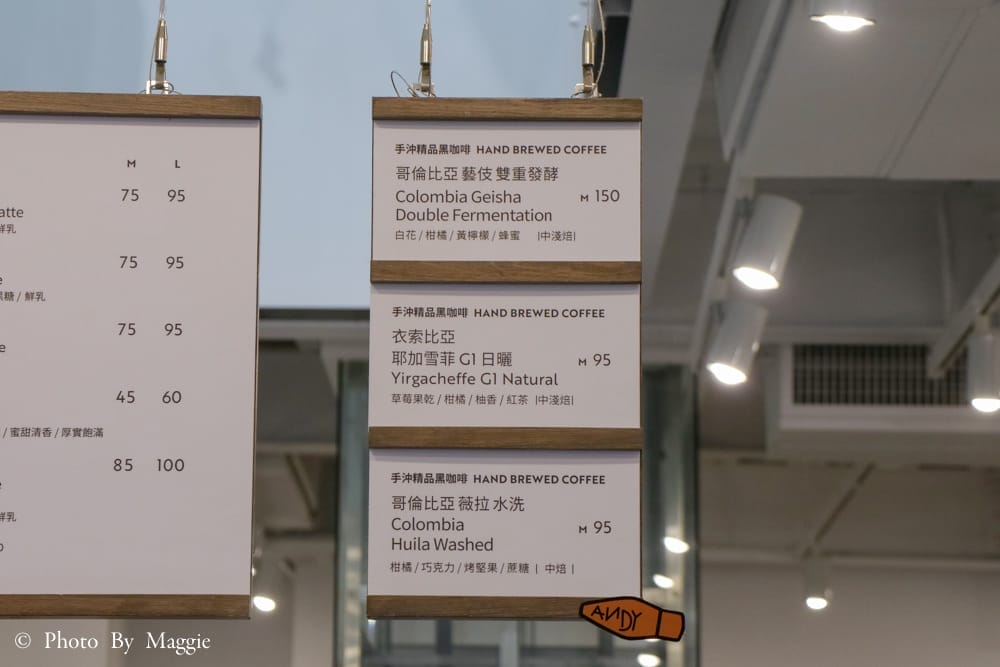 M L
75 95
atte
鮮乳
75 95
e
黑糖 / 鮮乳
75 95
e
45 60
/ 蜜甜清香 / 厚實飽滿
85 100
e
鮮乳
手沖精品黑咖啡 HAND BREWED COFFEE
哥倫比亞 藝伎 雙重發酵
Colombia Geisha M 150
Double Fermentation
白花 / 柑橘 / 黃檸檬 / 蜂蜜 |中淺焙|
手沖精品黑咖啡 HAND BREWED COFFEE
衣索比亞
耶加雪菲 G1 日曬 M 95
Yirgacheffe G1 Natural
草莓果乾 / 柑橘 / 柚香 / 紅茶 |中淺焙|
手沖精品黑咖啡 HAND BREWED COFFEE
哥倫比亞 薇拉 水洗
Colombia M 95
Huila Washed
柑橘 / 巧克力 / 烤堅果 / 蔗糖 | 中焙 |
ANDY
© Photo By Maggie